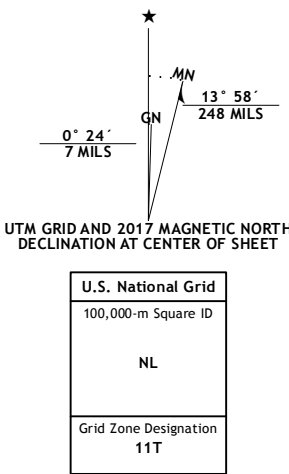 ★
MN
GN
13° 58´
248 MILS
0° 24´
7 MILS
UTM GRID AND 2017 MAGNETIC NORTH
DECLINATION AT CENTER OF SHEET
U.S. National Grid
100,000-m Square ID
NL
Grid Zone Designation
11T